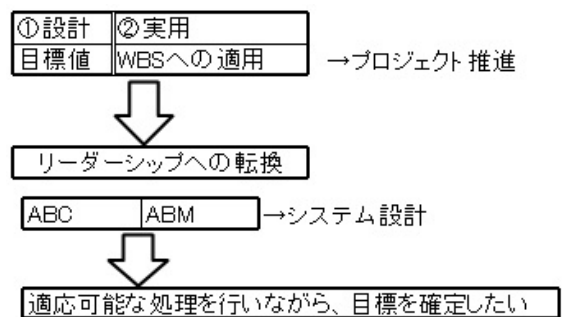 ①設計 ②実用
目標値 WBSへの適用 →プロジェクト推進
リーダーシップへの転換
ABC ABM →システム設計
適応可能な処理を行いながら、目標を確定したい